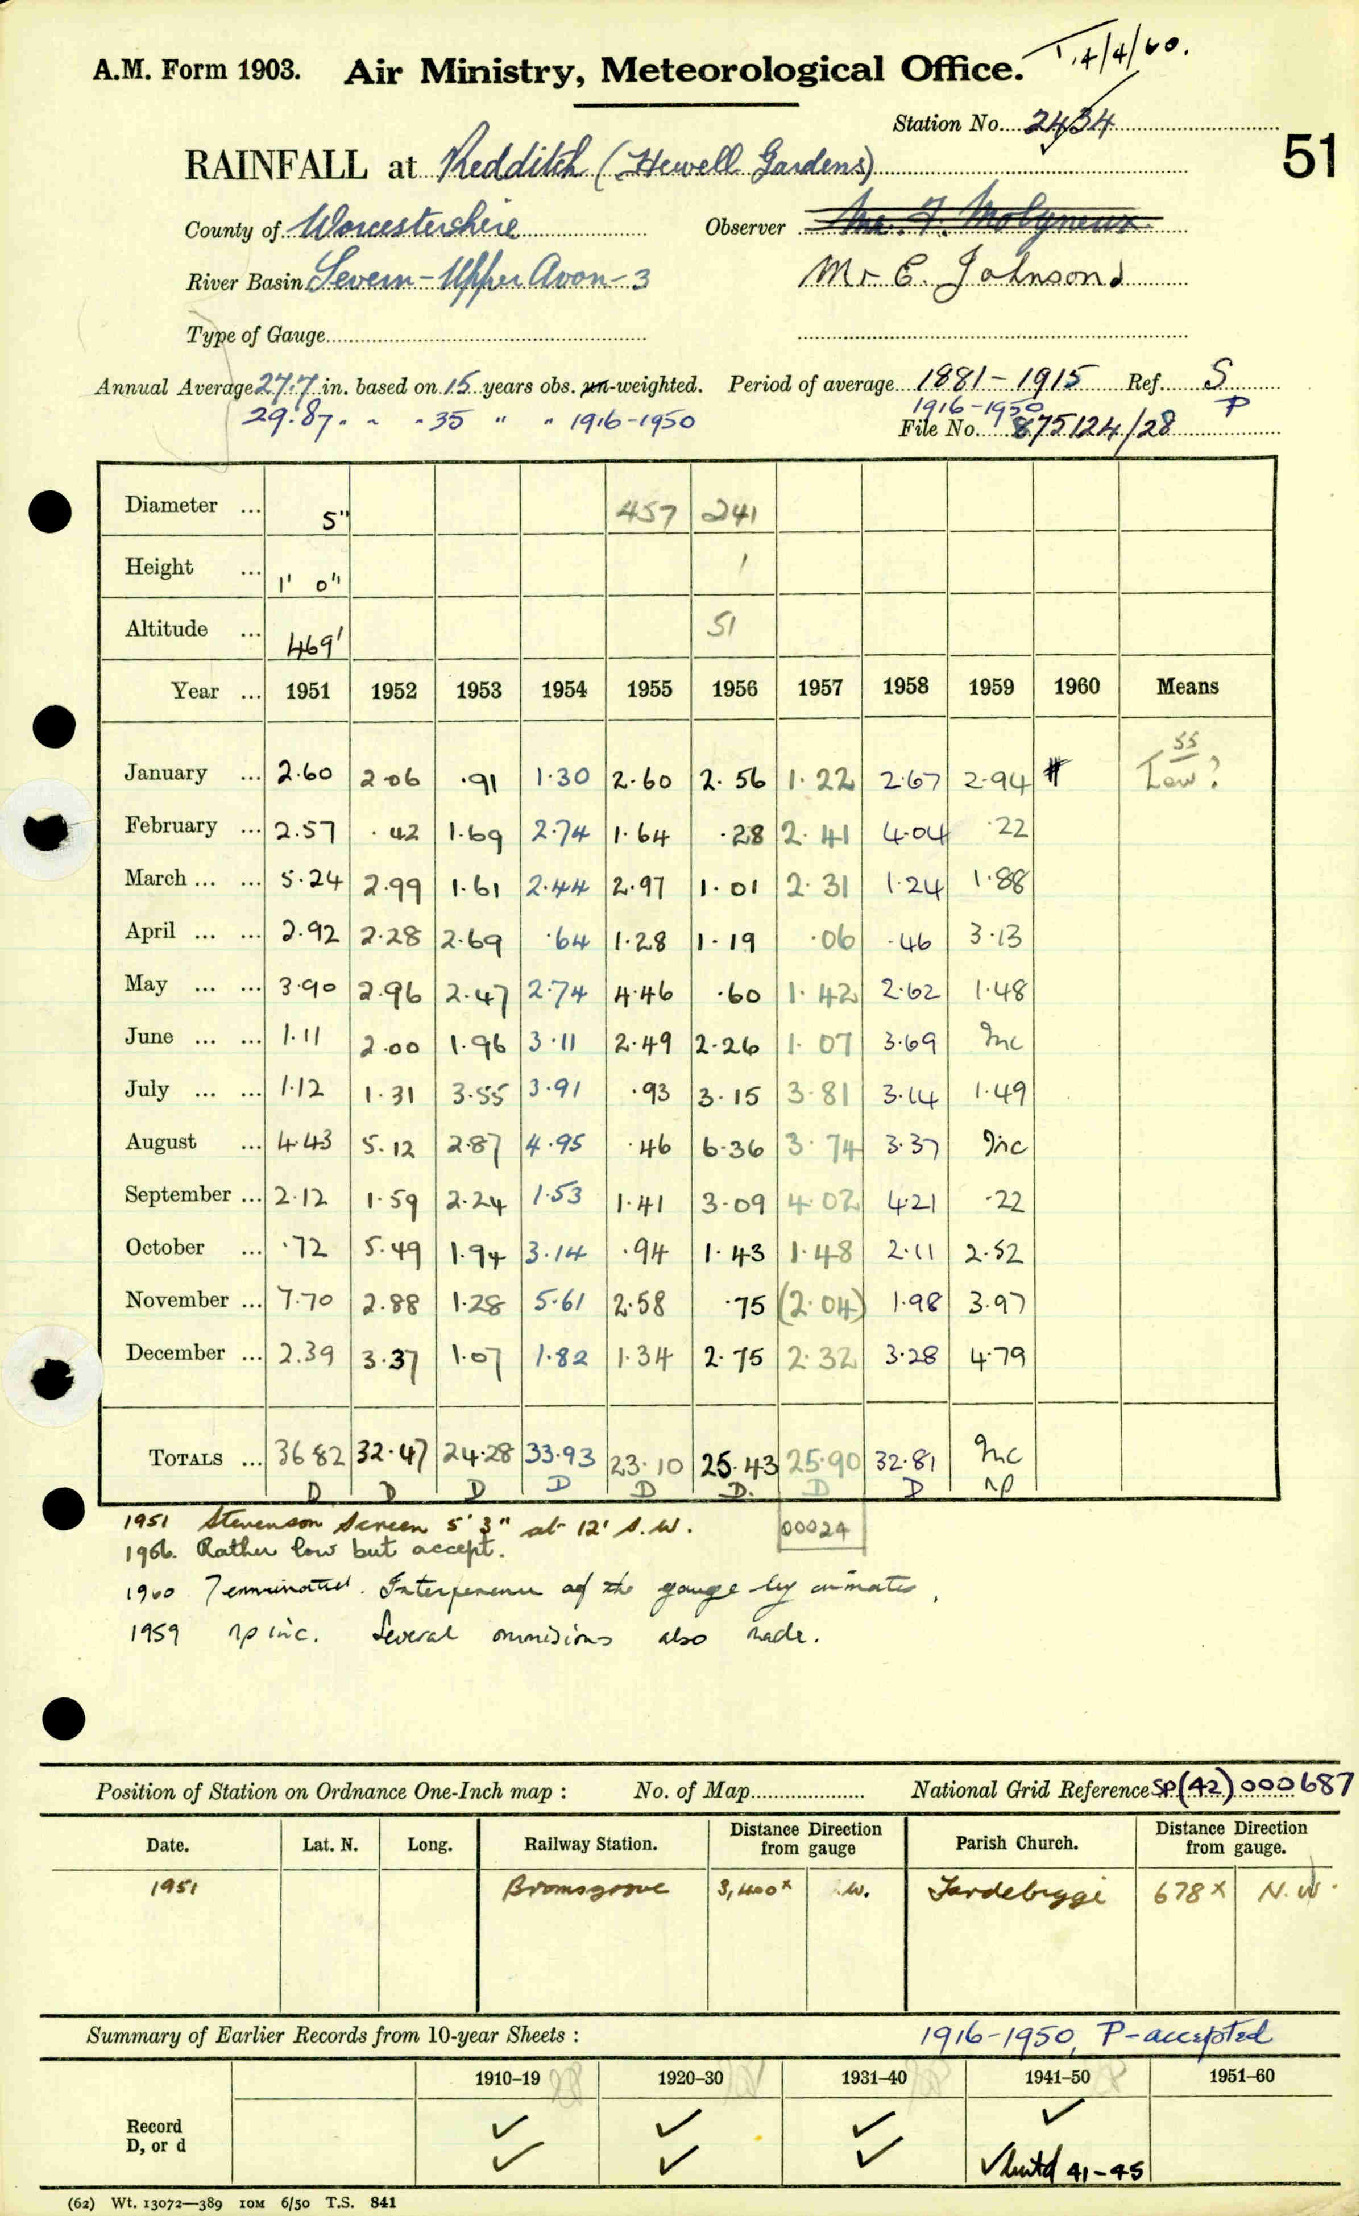 T.4/4/60.
A.M. Form 1903. Air Ministry, Meteorological Office.
Station No. 2434
51
RAINFALL at Redditch (Hewell Gardens)
County of Worcestershire Observer Mr. F. Molyneux
River Basin Severn - Upper Avon - 3 Mr E. Johnson
Type of Gauge
Annual Average 27.7 in. based on 15 years obs. un-weighted. Period of average 1881-1915 Ref. S
29.87 " " 35 " " 1916-1950 1916-1950 P
File No. 875124/28
Diameter ... 5" 457 241
Height ... 1' 0" 1
Altitude ... 469' 51
Year ... 1951 1952 1953 1954 1955 1956 1957 1958 1959 1960 Means
January ... 2.60 2.06 .91 1.30 2.60 2.56 1.22 2.67 2.94 # 55 Low?
February ... 2.57 .42 1.69 2.74 1.64 .28 2.41 4.04 .22
March ... ... 5.24 2.99 1.61 2.44 2.97 1.01 2.31 1.24 1.88
April ... ... 2.92 2.28 2.69 .64 1.28 1.19 .06 .46 3.13
May ... ... 3.90 2.96 2.47 2.74 4.46 .60 1.42 2.62 1.48
June ... ... 1.11 2.00 1.96 3.11 2.49 2.26 1.07 3.69 Inc
July ... ... 1.12 1.31 3.55 3.91 .93 3.15 3.81 3.14 1.49
August ... 4.43 5.12 2.87 4.95 .46 6.36 3.74 3.37 Inc
September ... 2.12 1.59 2.24 1.53 1.41 3.09 4.02 4.21 .22
October ... .72 5.49 1.94 3.14 .94 1.43 1.48 2.11 2.52
November ... 7.70 2.88 1.28 5.61 2.58 .75 (2.04) 1.98 3.97
December ... 2.39 3.37 1.07 1.82 1.34 2.75 2.32 3.28 4.79
TOTALS ... 36 82 32.47 24.28 33.93 23.10 25.43 25.90 32.81 Inc
D D D D D D. D D np
1951 Stevenson Screen 5' 3" at 12' S.W. 00024
1956. Rather low but accept.
1960 Terminated. Interference of the gauge by inmates.
1959 np inc. Several ommisions also made.
Position of Station on Ordnance One-Inch map : No. of Map National Grid Reference SP(42)000687
Date. Lat. N. Long. Railway Station. Distance Direction from gauge Parish Church. Distance Direction from gauge.
1951 Bromsgrove 3,400x W. Tardebigge 678x N.W.
Summary of Earlier Records from 10-year Sheets : 1916-1950, P-accepted
1910–19 1920–30 1931–40 1941–50 1951–60
Record ✓ ✓ ✓ ✓
D, or d ✓ ✓ ✓ ✓ 41-45
(62) Wt. 13072—389 10M 6/50 T.S. 841